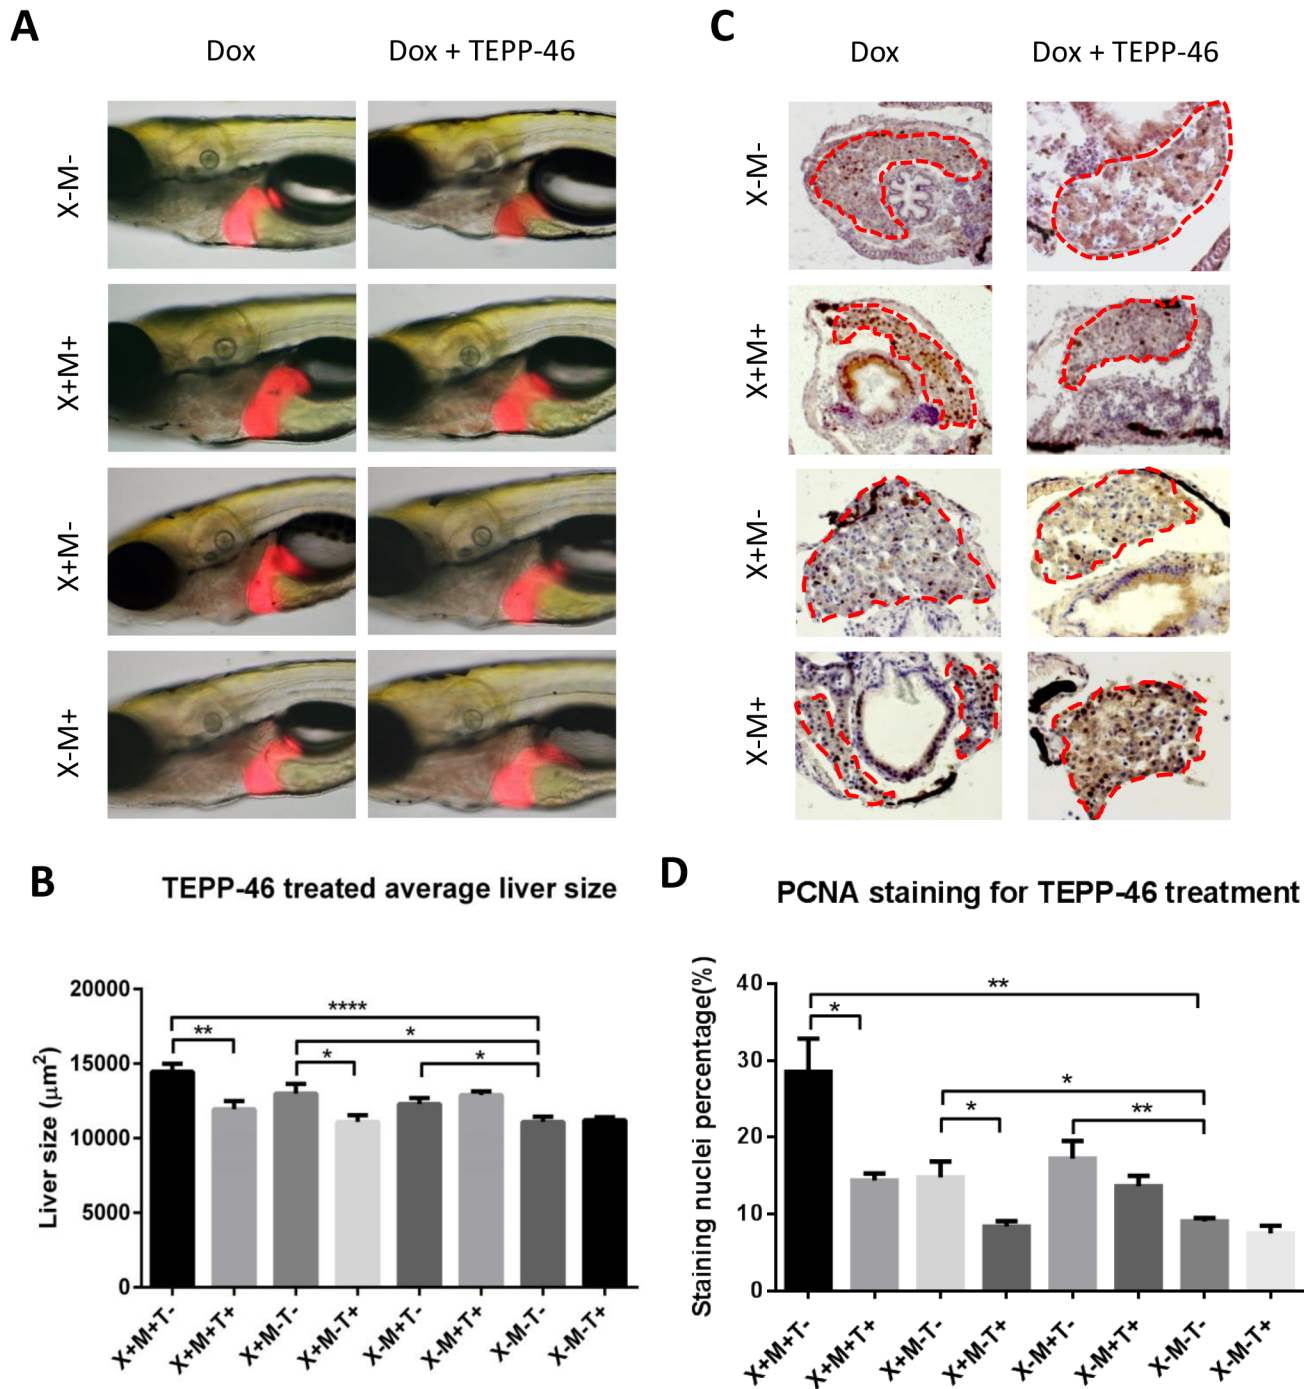 A
Dox
Dox + TEPP-46
X-M-
X+M+
X+M-
X-M+
C
Dox
Dox + TEPP-46
X-M-
X+M+
X+M-
X-M+
B
TEPP-46 treated average liver size
Liver size (μm²)
20000
15000
10000
5000
0
****
**
*
*
*
X+M+T-
X+M+T+
X+M-T-
X+M-T+
X-M+T-
X-M+T+
X-M-T-
X-M-T+
D
PCNA staining for TEPP-46 treatment
Staining nuclei percentage(%)
40
30
20
10
0
**
*
*
*
**
X+M+T-
X+M+T+
X+M-T-
X+M-T+
X-M+T-
X-M+T+
X-M-T-
X-M-T+